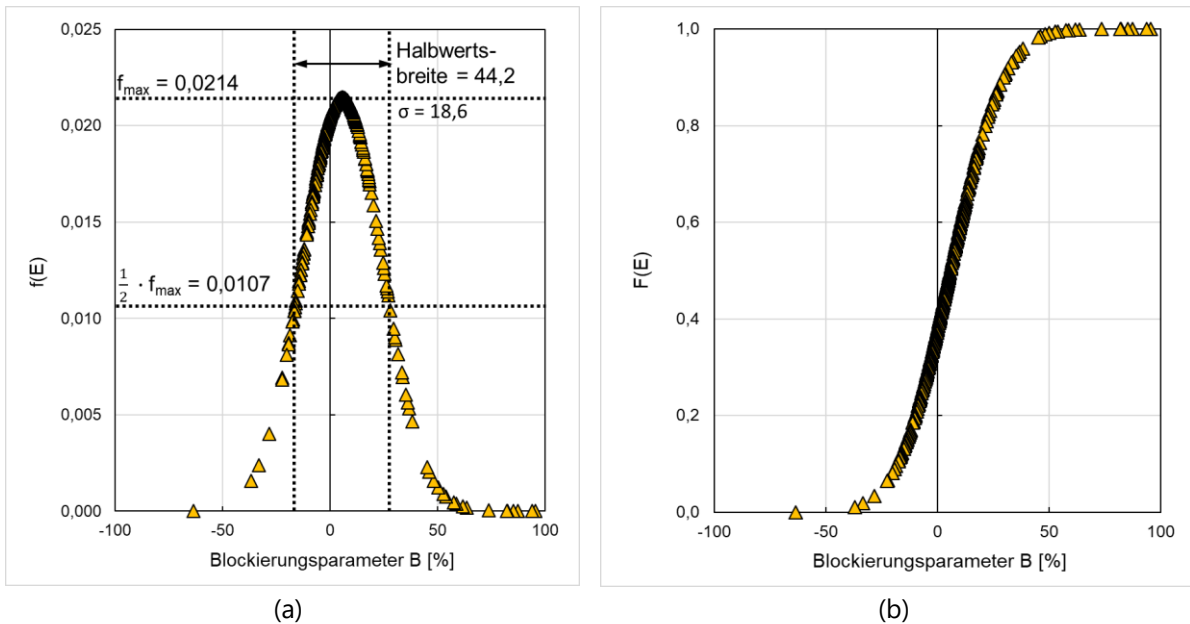 0,025
0,020
0,015
0,010
0,005
0,000
f(E)
-100
-50
0
50
100
Blockierungsparameter B [%]
Halbwerts-
breite = 44,2
fmax = 0,0214
σ = 18,6
1/2 · fmax = 0,0107
(a)
1,0
0,8
0,6
0,4
0,2
0,0
F(E)
-100
-50
0
50
100
Blockierungsparameter B [%]
(b)